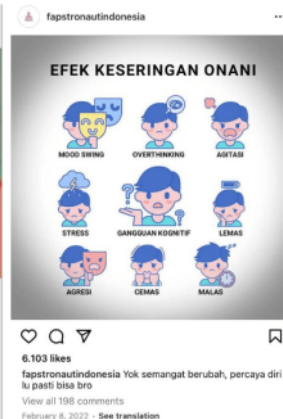 fapstronautindonesia
EFEK KESERINGAN ONANI
MOOD SWING
OVERTHINKING
AGITASI
STRESS
GANGGUAN KOGNITIF
LEMAS
AGRESI
CEMAS
MALAS
6.103 likes
fapstronautindonesia Yok semangat berubah, percaya diri
lu pasti bisa bro
View all 198 comments
February 8, 2022 · See translation